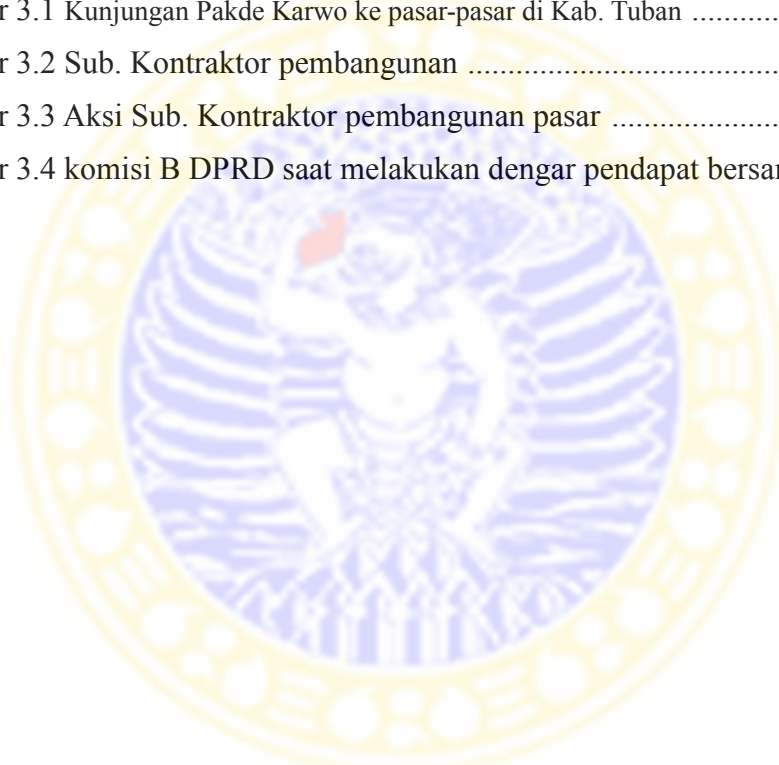 r 3.1 Kunjungan Pakde Karwo ke pasar-pasar di Kab. Tuban ...........
r 3.2 Sub. Kontraktor pembangunan .......................................
r 3.3 Aksi Sub. Kontraktor pembangunan pasar .....................
r 3.4 komisi B DPRD saat melakukan dengar pendapat bersam